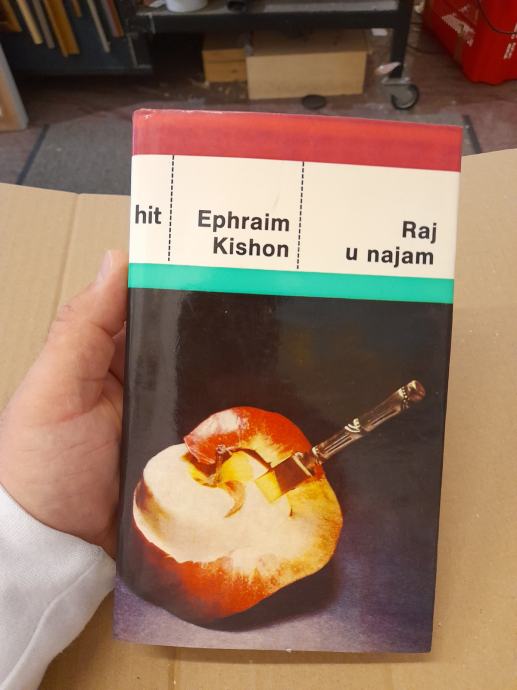 hit
Ephraim
Kishon
Raj
u najam